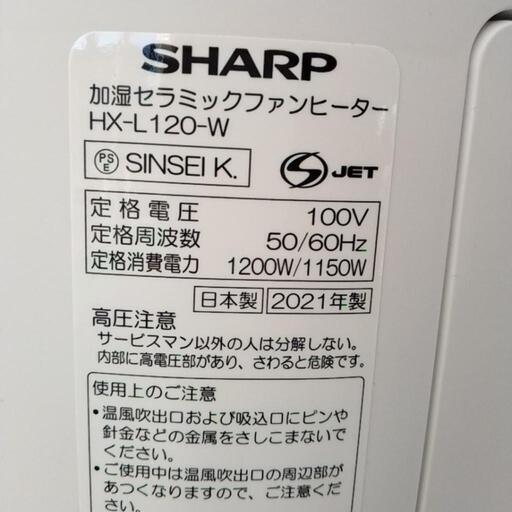 SHARP
加湿セラミックファンヒーター
HX-L120-W
PS E SINSEI K.
S JET
定格電圧 100V
定格周波数 50/60Hz
定格消費電力 1200W/1150W
日本製 2021年製
高圧注意
サービスマン以外の人は分解しない。
内部に高電圧部があり、さわると危険です。
使用上のご注意
•温風吹出口および吸込口にピンや
針金などの金属をさしこまないで
ください。
•ご使用中は温風吹出口の周辺部が
あつくなりますので、ご注意くだ
さい。